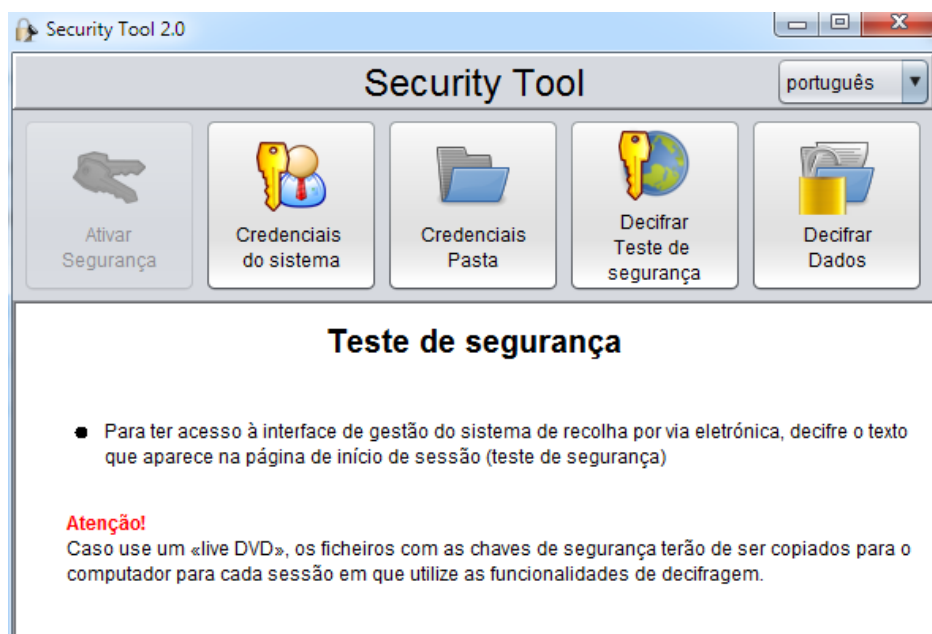 Security Tool 2.0
Security Tool
português
Ativar
Segurança
Credenciais
do sistema
Credenciais
Pasta
Decifrar
Teste de
segurança
Decifrar
Dados
Teste de segurança
Para ter acesso à interface de gestão do sistema de recolha por via eletrónica, decifre o texto
que aparece na página de início de sessão (teste de segurança)
Atenção!
Caso use um «live DVD», os ficheiros com as chaves de segurança terão de ser copiados para o
computador para cada sessão em que utilize as funcionalidades de decifragem.